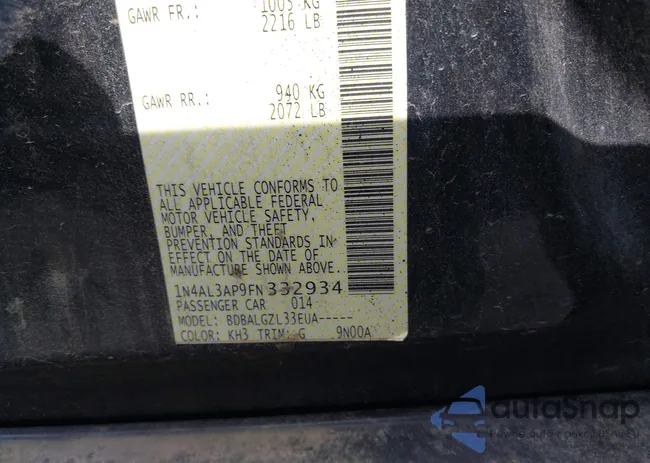 GAWR FR.: 1005 KG
2216 LB
GAWR RR.: 940 KG
2072 LB
THIS VEHICLE CONFORMS TO
ALL APPLICABLE FEDERAL
MOTOR VEHICLE SAFETY,
BUMPER, AND THEFT
PREVENTION STANDARDS IN
EFFECT ON THE DATE OF
MANUFACTURE SHOWN ABOVE.
1N4AL3AP9FN332934
PASSENGER CAR 014
MODEL: BDBALGZL33EUA-----
COLOR: KH3 TRIM: G 9N00A
autoSnap